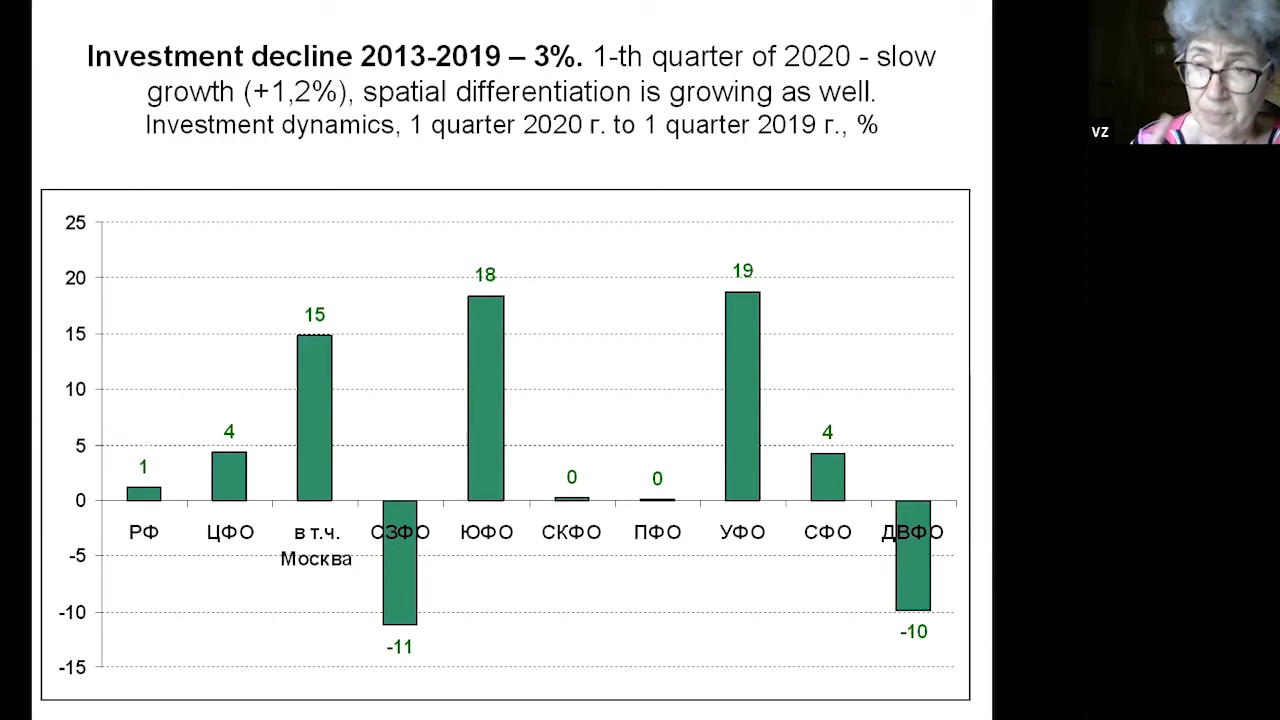 Investment decline 2013-2019 – 3%. 1-th quarter of 2020 - slow
growth (+1,2%), spatial differentiation is growing as well.
Investment dynamics, 1 quarter 2020 г. to 1 quarter 2019 г., %
VZ
25
20
15
10
5
0
-5
-10
-15
1
4
15
-11
18
0
0
19
4
-10
РФ
ЦФО
в т.ч.
Москва
СЗФО
ЮФО
СКФО
ПФО
УФО
СФО
ДВФО